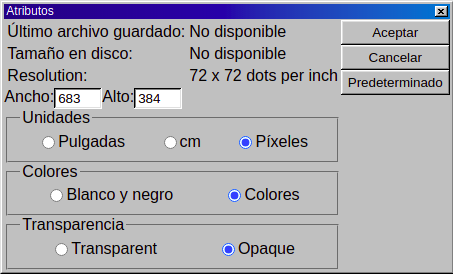 Atributos
Último archivo guardado: No disponible
Aceptar
Tamaño en disco: No disponible
Cancelar
Resolution: 72 x 72 dots per inch
Predeterminado
Ancho: 683 Alto: 384
Unidades
Pulgadas cm Píxeles
Colores
Blanco y negro Colores
Transparencia
Transparent Opaque